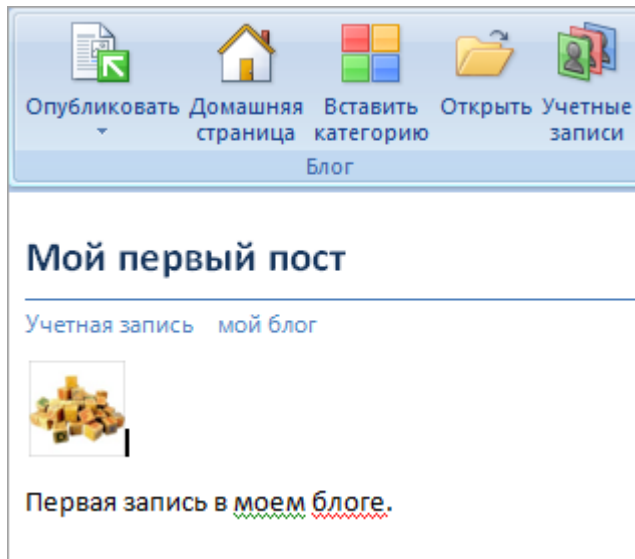 Опубликовать Домашняя Вставить Открыть Учетные
страница категорию записи
Блог
Мой первый пост
Учетная запись мой блог
Первая запись в моем блоге.